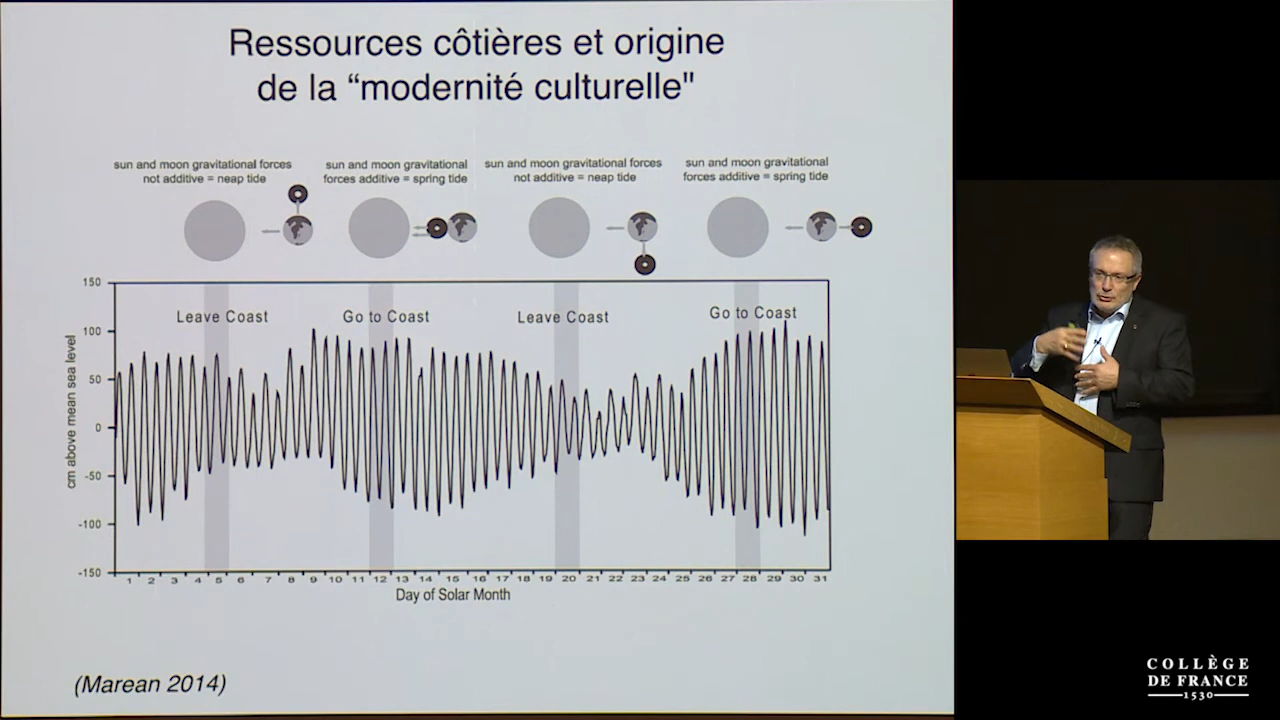 Ressources côtières et origine
de la “modernité culturelle"
sun and moon gravitational forces
not additive = neap tide
sun and moon gravitational
forces additive = spring tide
sun and moon gravitational forces
not additive = neap tide
sun and moon gravitational
forces additive = spring tide
150
100
50
0
-50
-100
-150
cm above mean sea level
Leave Coast
Go to Coast
Leave Coast
Go to Coast
1 2 3 4 5 6 7 8 9 10 11 12 13 14 15 16 17 18 19 20 21 22 23 24 25 26 27 28 29 30 31
Day of Solar Month
(Marean 2014)
COLLÈGE
DE FRANCE
1530